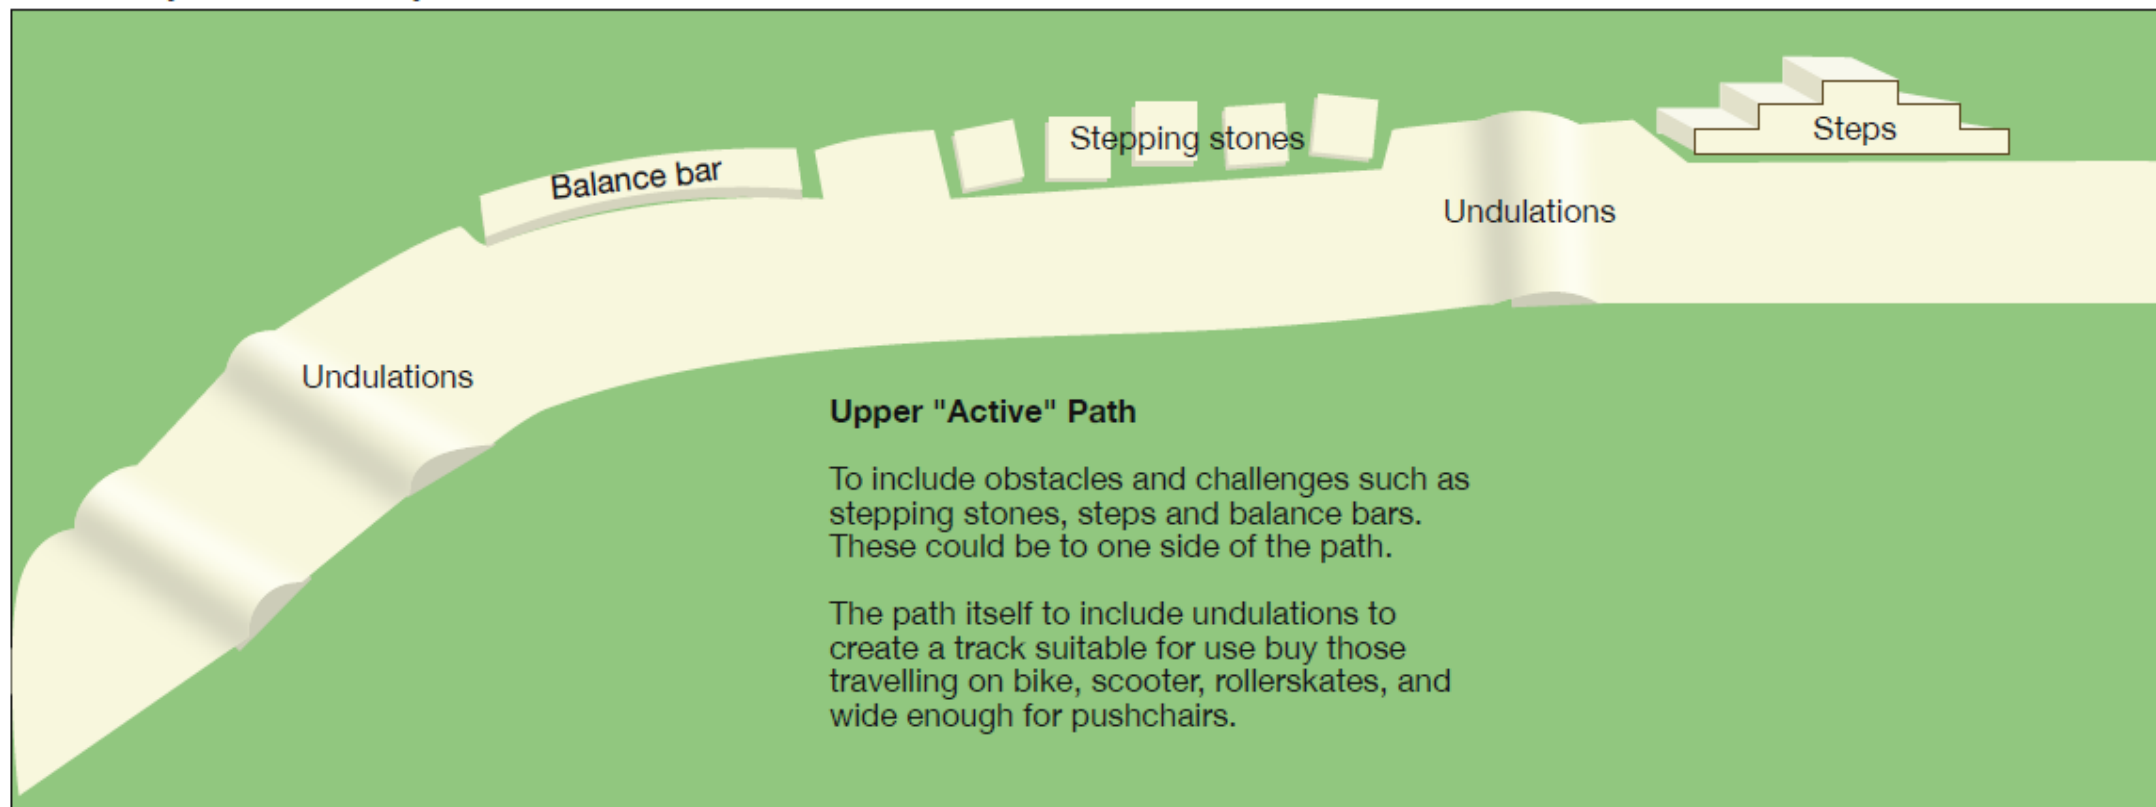 Balance bar
Stepping stones
Steps
Undulations
Undulations
Upper "Active" Path
To include obstacles and challenges such as
stepping stones, steps and balance bars.
These could be to one side of the path.
The path itself to include undulations to
create a track suitable for use buy those
travelling on bike, scooter, rollerskates, and
wide enough for pushchairs.